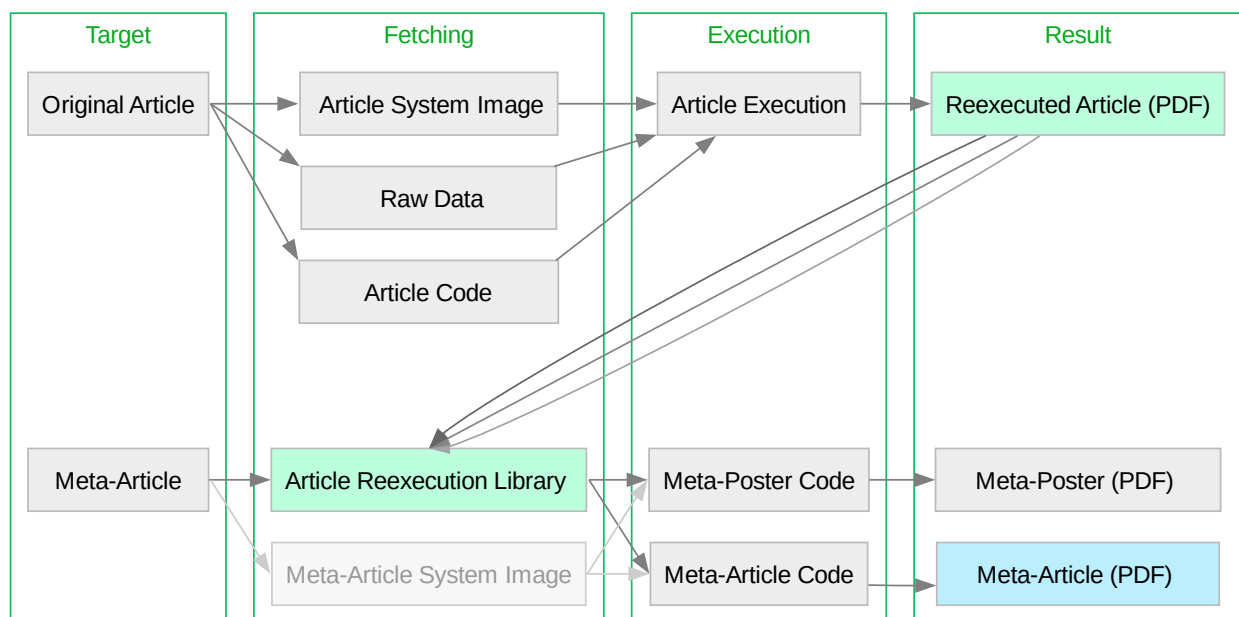 Target
Fetching
Execution
Result
Original Article
Article System Image
Article Execution
Reexecuted Article (PDF)
Raw Data
Article Code
Meta-Article
Article Reexecution Library
Meta-Poster Code
Meta-Poster (PDF)
Meta-Article System Image
Meta-Article Code
Meta-Article (PDF)